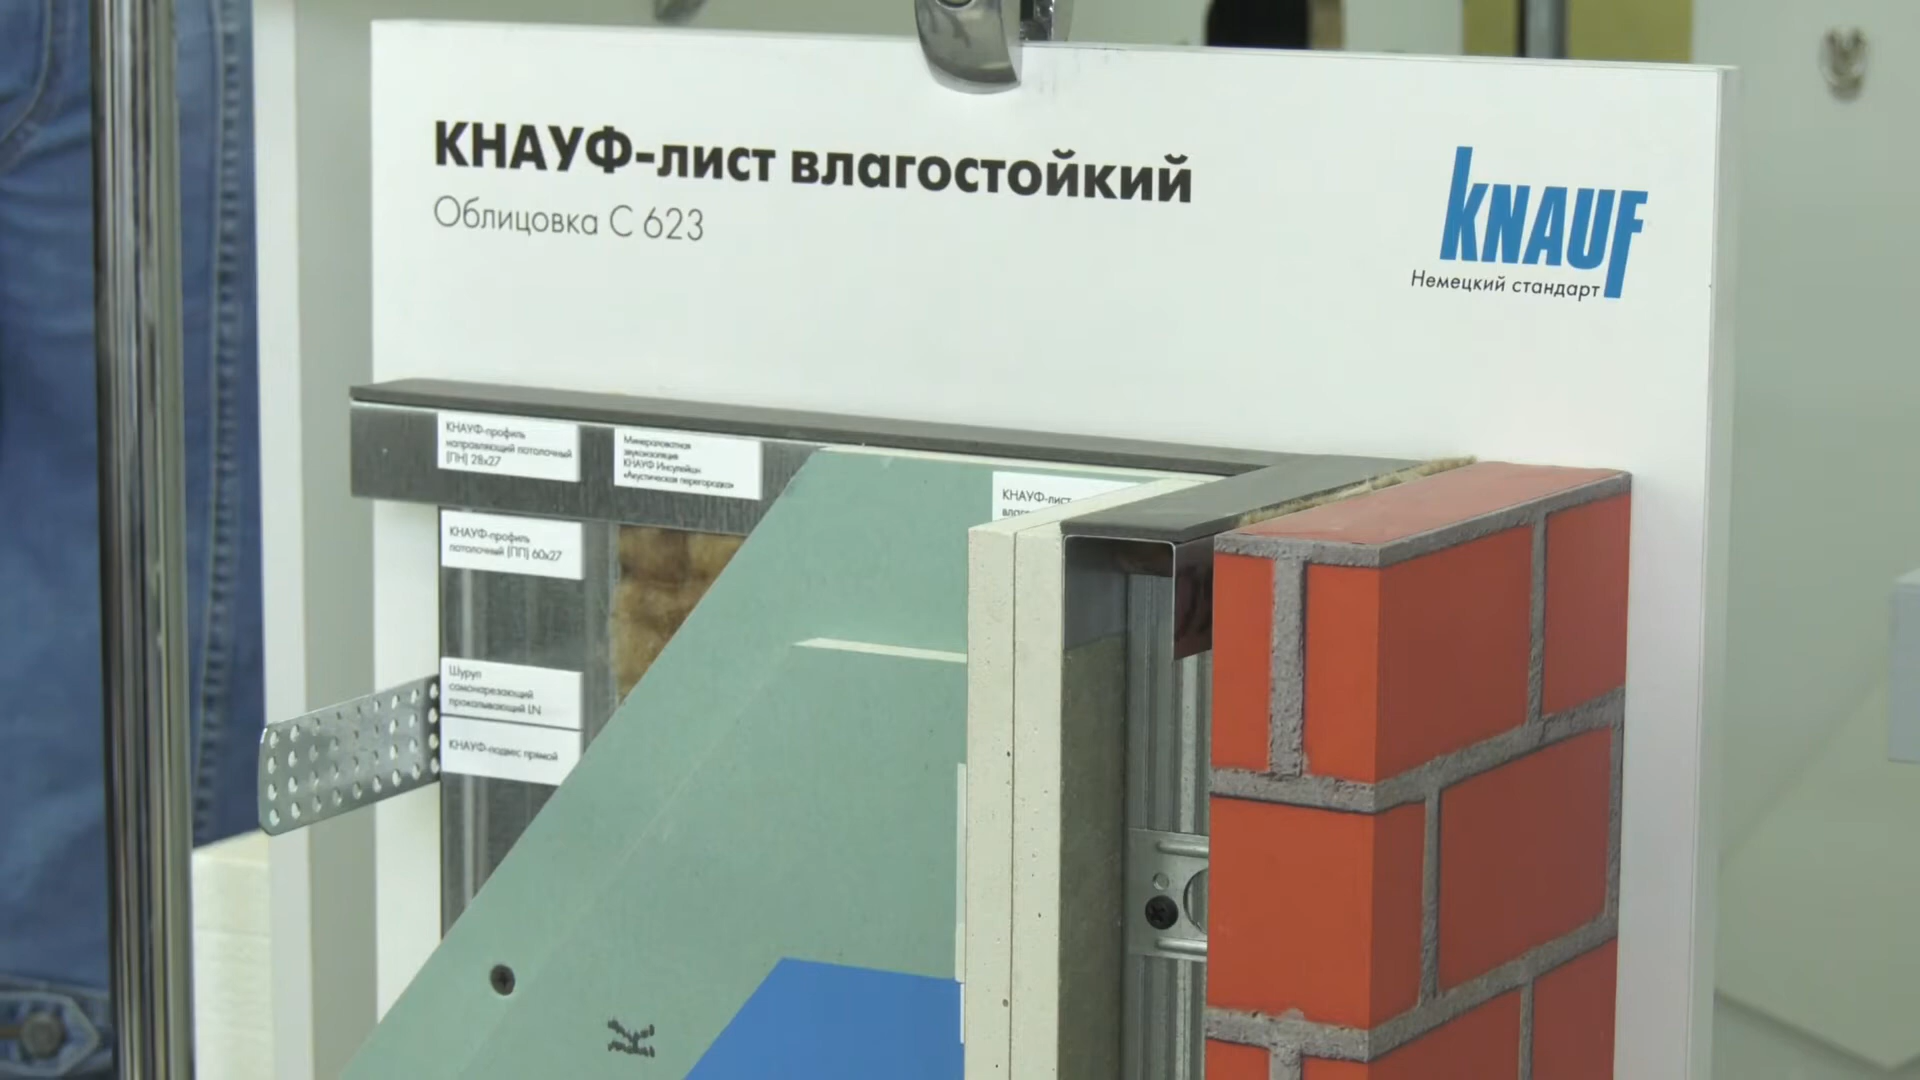 КНАУФ-лист влагостойкий
Облицовка С 623
KNAUF
Немецкий стандарт
КНАУФ-профиль
направляющий потолочный
(ПН) 28х27
Минераловатная
звукоизоляция
КНАУФ Инсулейшн
«Акустическая перегородка»
КНАУФ-лист
КНАУФ-профиль
потолочный (ПП) 60х27
Шуруп
самонарезающий
прокалывающий LN
КНАУФ-подвес прямой